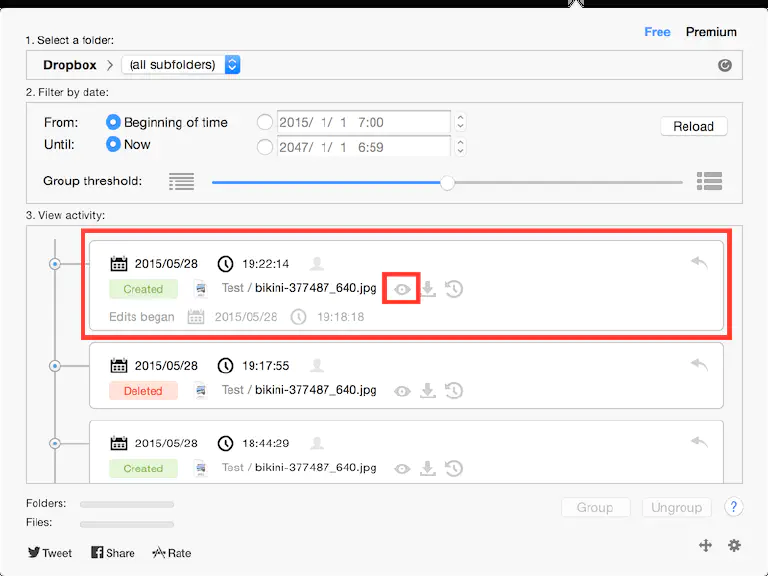 Free Premium
1. Select a folder:
Dropbox > (all subfolders)
2. Filter by date:
From: Beginning of time 2015/ 1/ 1 7:00
Until: Now 2047/ 1/ 1 6:59
Reload
Group threshold:
3. View activity:
2015/05/28 19:22:14
Created Test / bikini-377487_640.jpg
Edits began 2015/05/28 19:18:18
2015/05/28 19:17:55
Deleted Test / bikini-377487_640.jpg
2015/05/28 18:44:29
Created Test / bikini-377487_640.jpg
Folders:
Files:
Group Ungroup ?
Tweet Share Rate